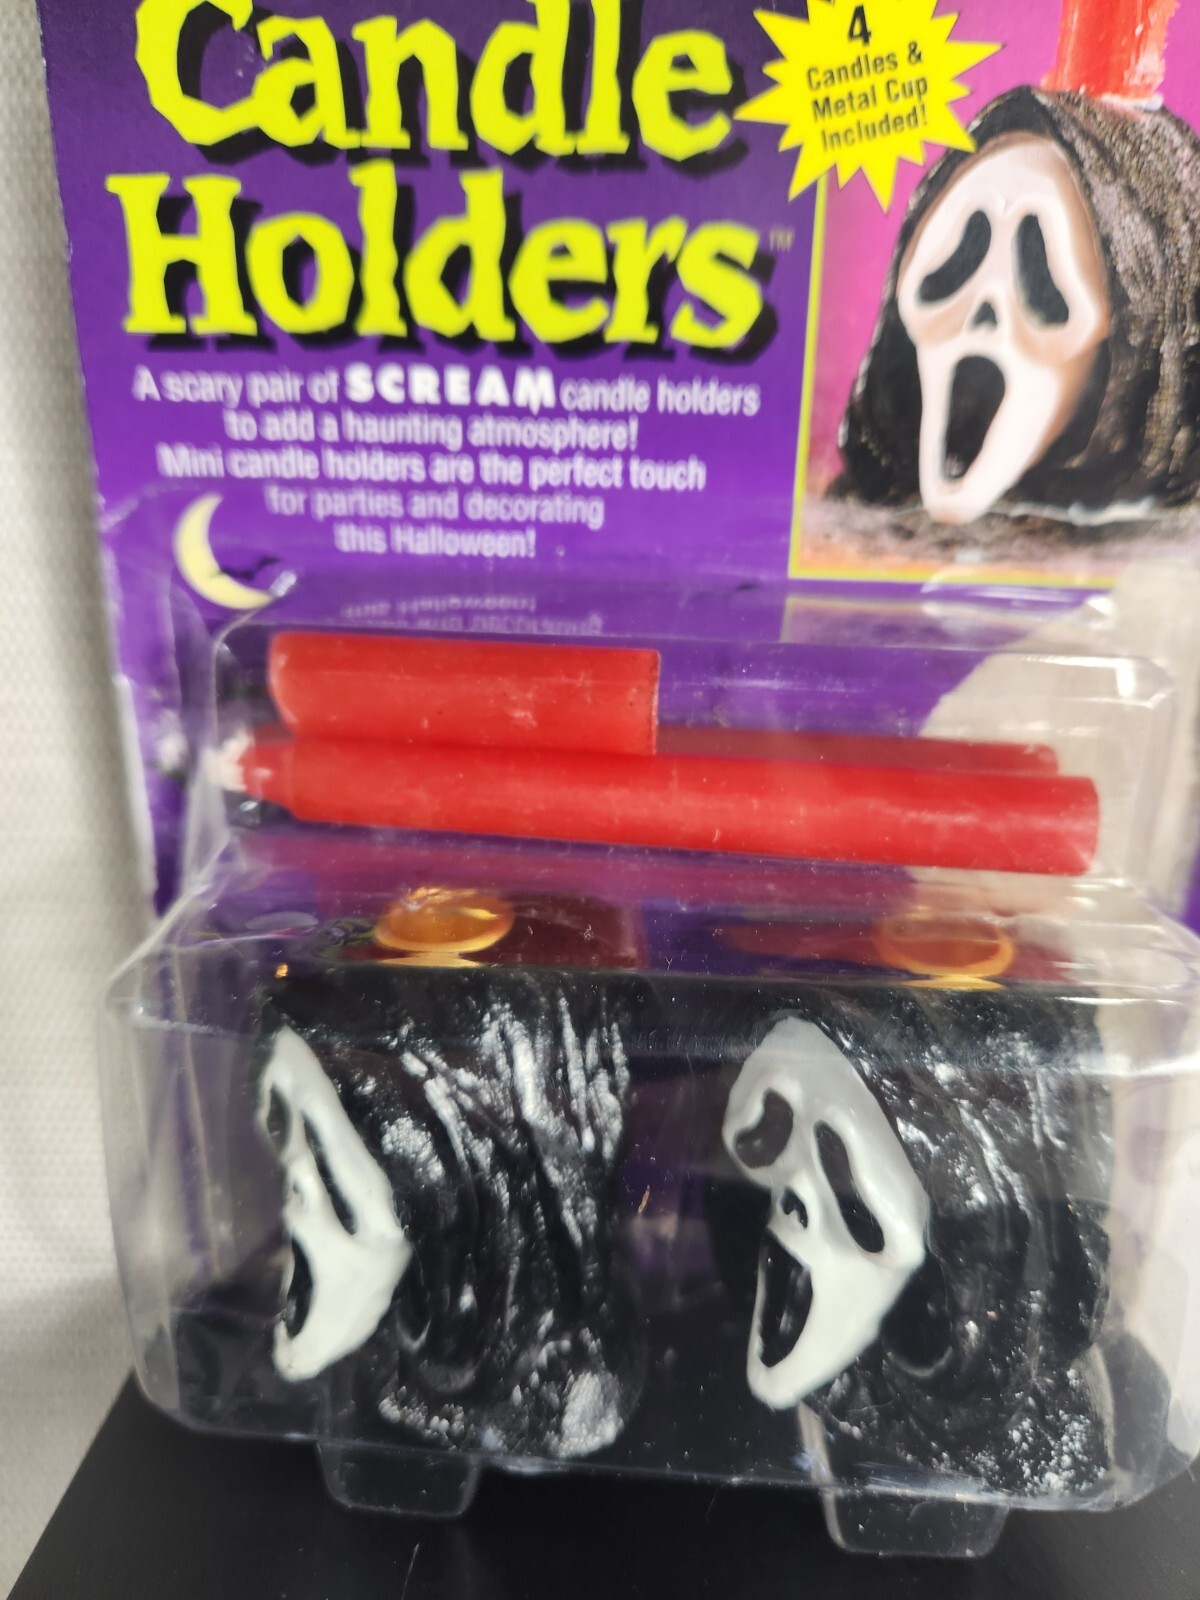 Candle
Holders™
4
Candles &
Metal Cup
Included!
A scary pair of SCREAM candle holders
to add a haunting atmosphere!
Mini candle holders are the perfect touch
for parties and decorating
this Halloween!